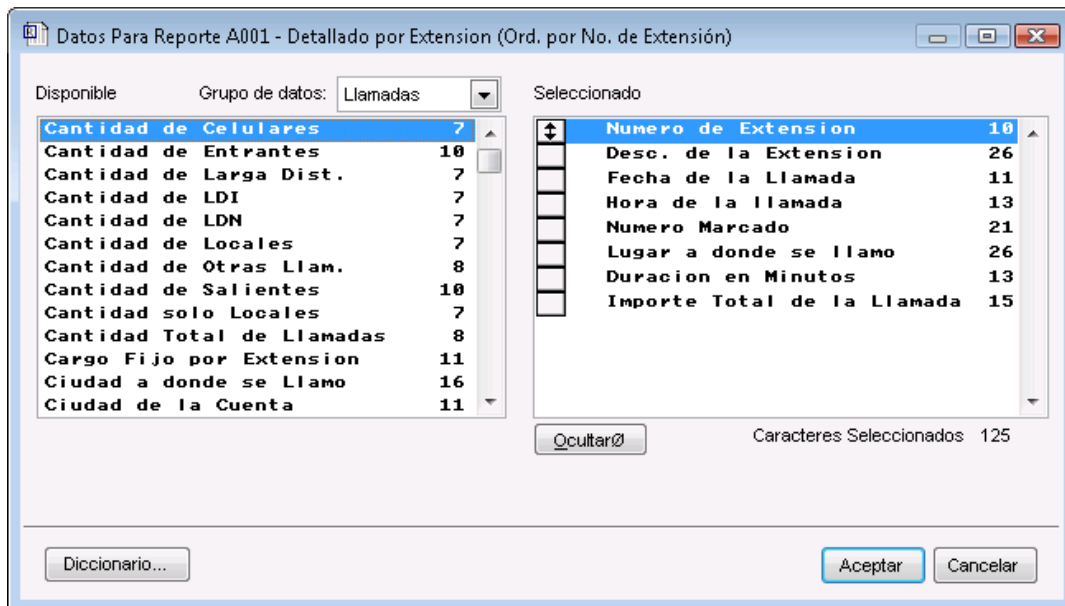 Datos Para Reporte A001 - Detallado por Extension (Ord. por No. de Extensión)
Disponible Grupo de datos: Llamadas
Cantidad de Celulares 7
Cantidad de Entrantes 10
Cantidad de Larga Dist. 7
Cantidad de LDI 7
Cantidad de LDN 7
Cantidad de Locales 7
Cantidad de Otras Llam. 8
Cantidad de Salientes 10
Cantidad solo Locales 7
Cantidad Total de Llamadas 8
Cargo Fijo por Extension 11
Ciudad a donde se Llamo 16
Ciudad de la Cuenta 11
Seleccionado
Numero de Extension 10
Desc. de la Extension 26
Fecha de la Llamada 11
Hora de la llamada 13
Numero Marcado 21
Lugar a donde se llamo 26
Duracion en Minutos 13
Importe Total de la Llamada 15
OcultarØ Caracteres Seleccionados 125
Diccionario... Aceptar Cancelar